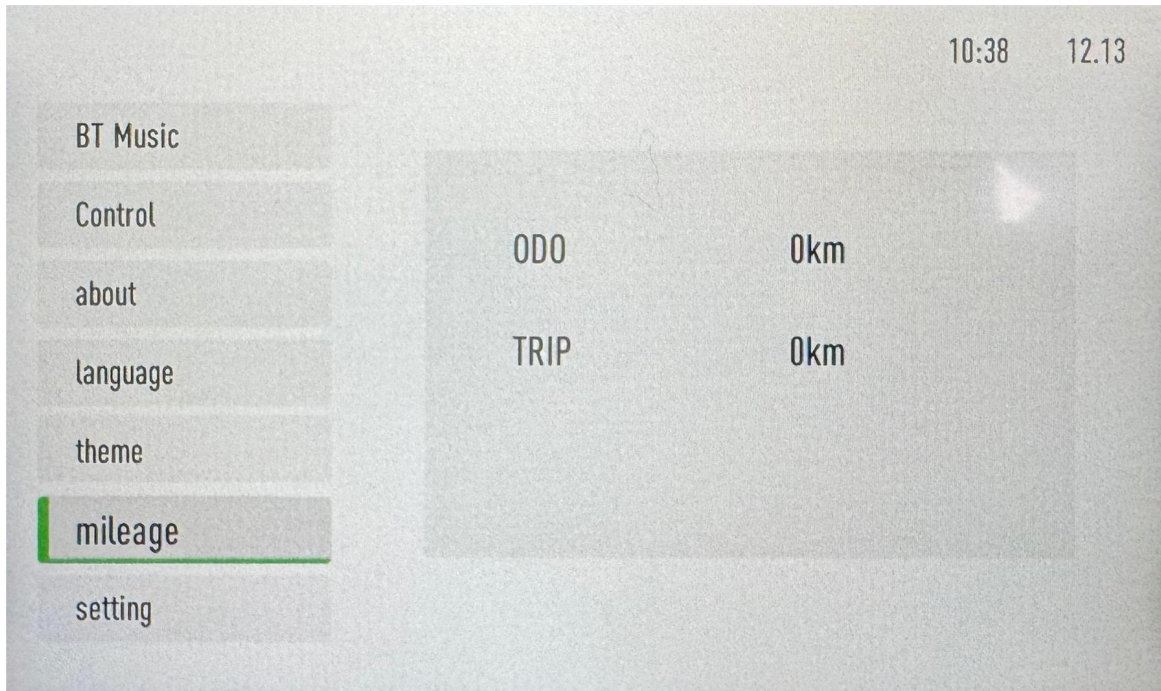 10:38 12.13
BT Music
Control
about
language
theme
mileage
setting
ODO 0km
TRIP 0km